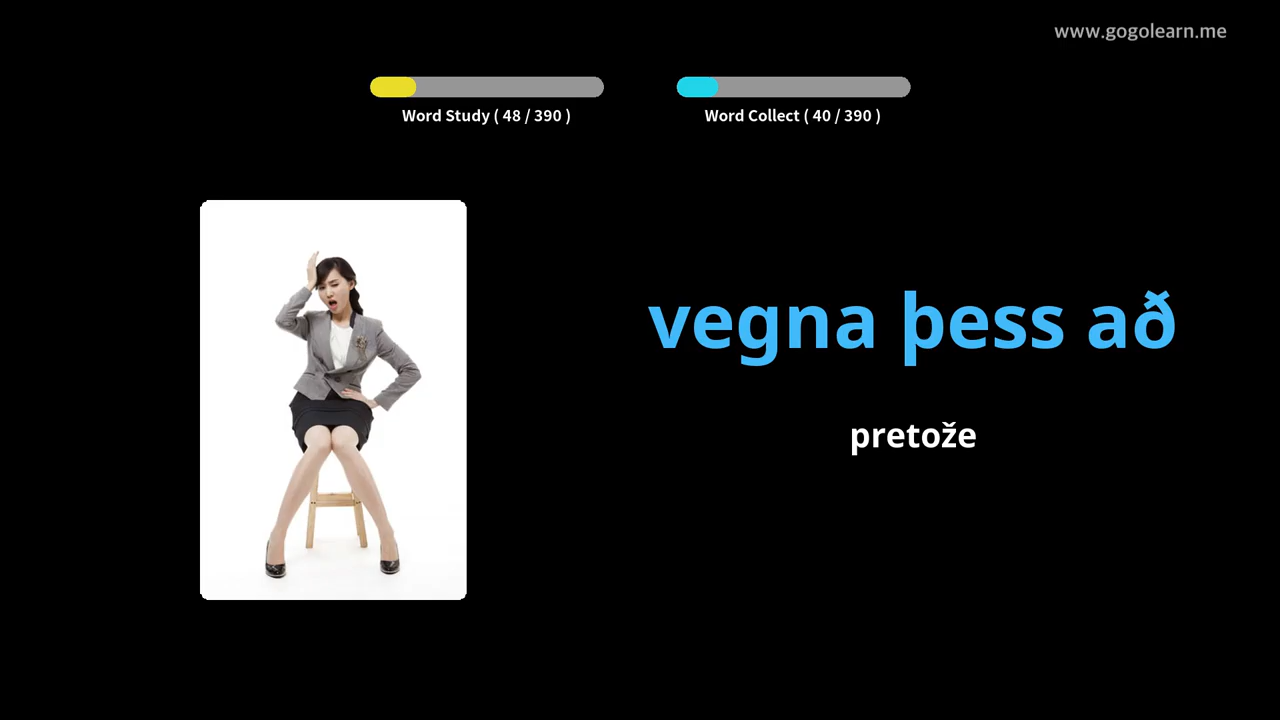 www.gogolearn.me
Word Study ( 48 / 390 )
Word Collect ( 40 / 390 )
vegna þess að
pretože